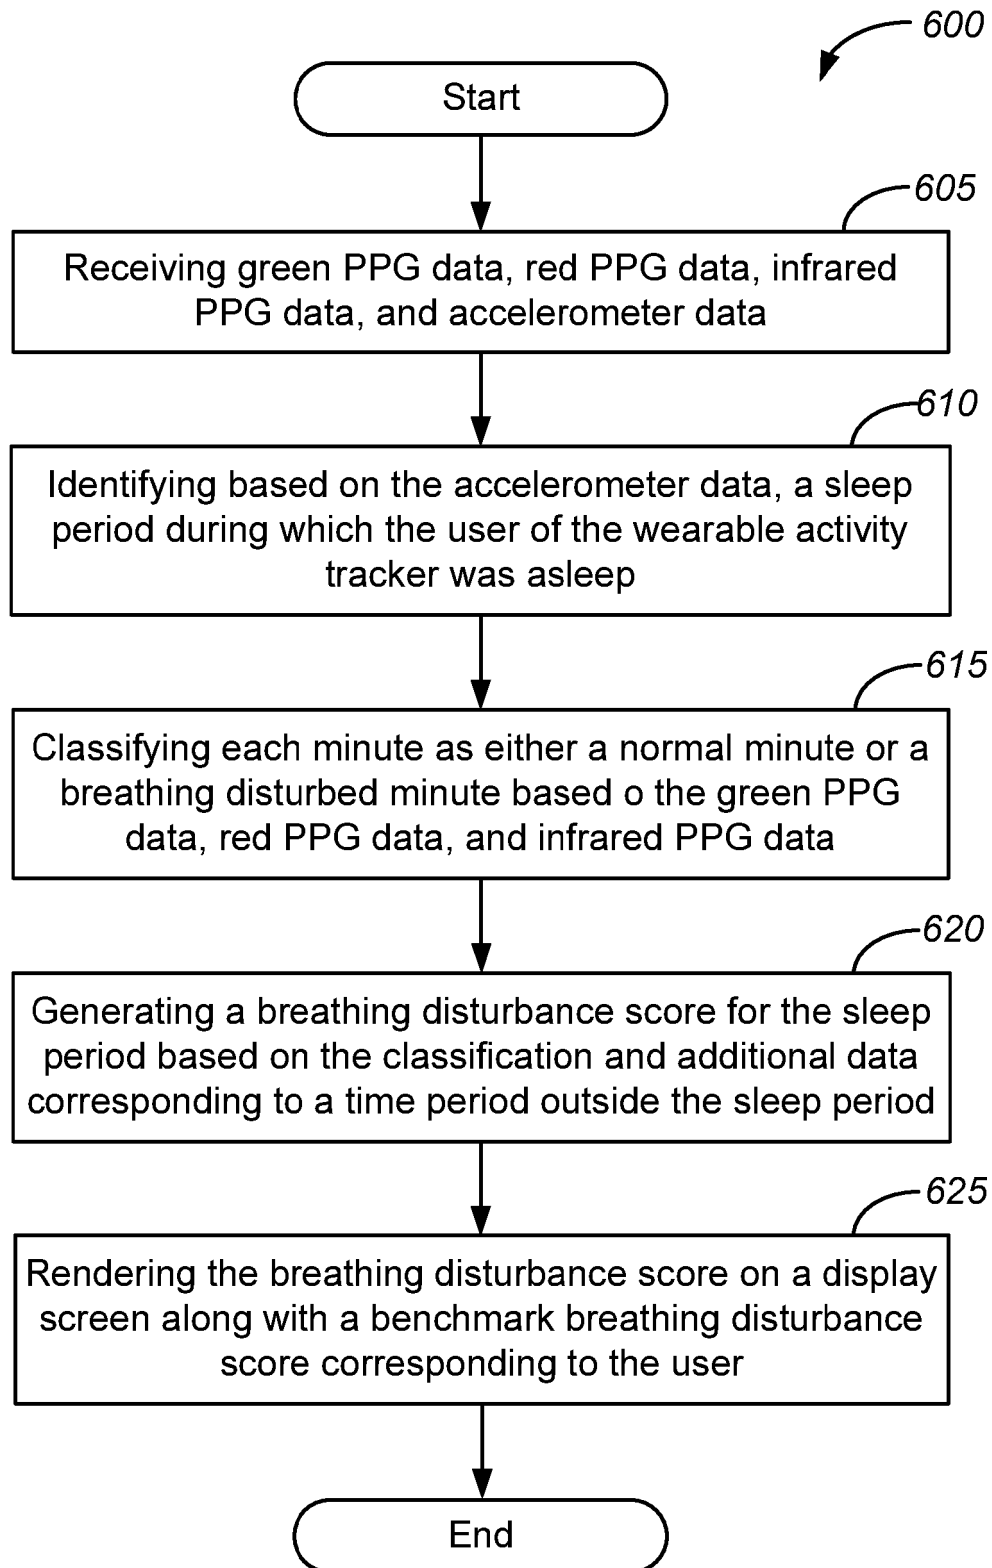 600
Start
605
Receiving green PPG data, red PPG data, infrared
PPG data, and accelerometer data
610
Identifying based on the accelerometer data, a sleep
period during which the user of the wearable activity
tracker was asleep
615
Classifying each minute as either a normal minute or a
breathing disturbed minute based o the green PPG
data, red PPG data, and infrared PPG data
620
Generating a breathing disturbance score for the sleep
period based on the classification and additional data
corresponding to a time period outside the sleep period
625
Rendering the breathing disturbance score on a display
screen along with a benchmark breathing disturbance
score corresponding to the user
End